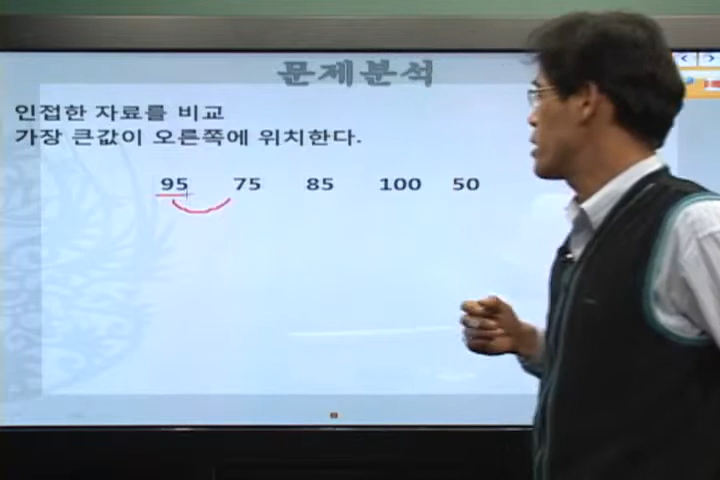 문제분석
인접한 자료를 비교
가장 큰값이 오른쪽에 위치한다.
95 75 85 100 50